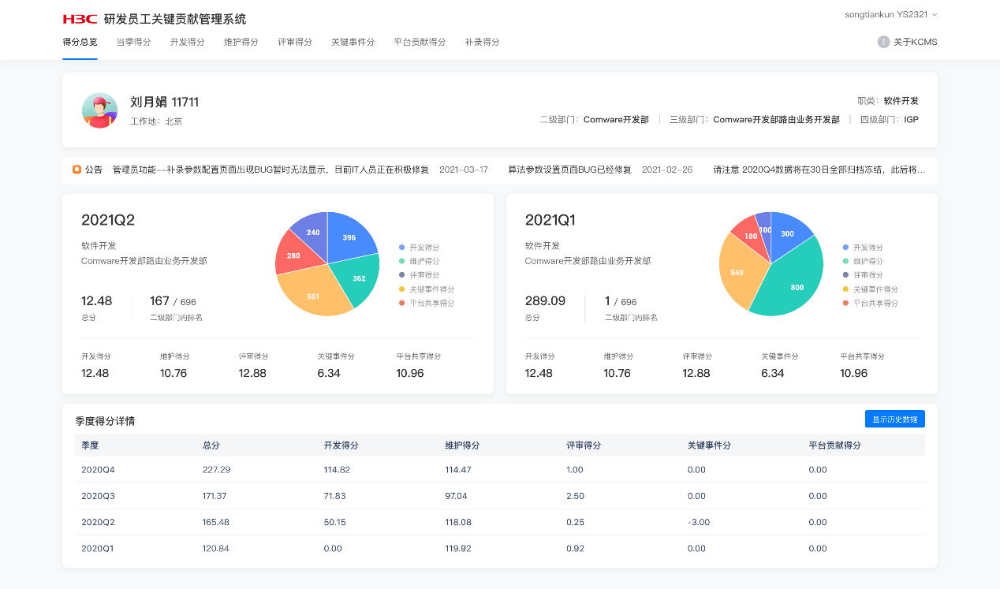 H3C 研发员工关键贡献管理系统
songtiankun YS2321
得分总览 当季得分 开发得分 维护得分 评审得分 关键事件分 平台贡献得分 补录得分
! 关于KCMS
刘月娟 11711
工作地：北京
职类：软件开发
二级部门：Comware开发部 | 三级部门：Comware开发部路由业务开发部 | 四级部门：IGP
公告 管理员功能--补录参数配置页面出现BUG暂时无法显示，目前IT人员正在积极修复 2021-03-17 算法参数设置页面BUG已经修复 2021-02-26 请注意 2020Q4数据将在30日全部归档冻结，此后将...
2021Q2
软件开发
Comware开发部路由业务开发部
12.48
总分
167 / 696
二级部门内排名
240
396
280
362
551
开发得分
维护得分
评审得分
关键事件得分
平台共享得分
开发得分 维护得分 评审得分 关键事件分 平台共享得分
12.48 10.76 12.88 6.34 10.96
2021Q1
软件开发
Comware开发部路由业务开发部
289.09
总分
1 / 696
二级部门内排名
100
300
180
540
800
开发得分
维护得分
评审得分
关键事件得分
平台共享得分
开发得分 维护得分 评审得分 关键事件分 平台共享得分
12.48 10.76 12.88 6.34 10.96
季度得分详情
显示历史数据
季度 总分 开发得分 维护得分 评审得分 关键事件分 平台贡献得分
2020Q4 227.29 114.82 114.47 1.00 0.00 0.00
2020Q3 171.37 71.83 97.04 2.50 0.00 0.00
2020Q2 165.48 50.15 118.08 0.25 -3.00 0.00
2020Q1 120.84 0.00 119.92 0.92 0.00 0.00